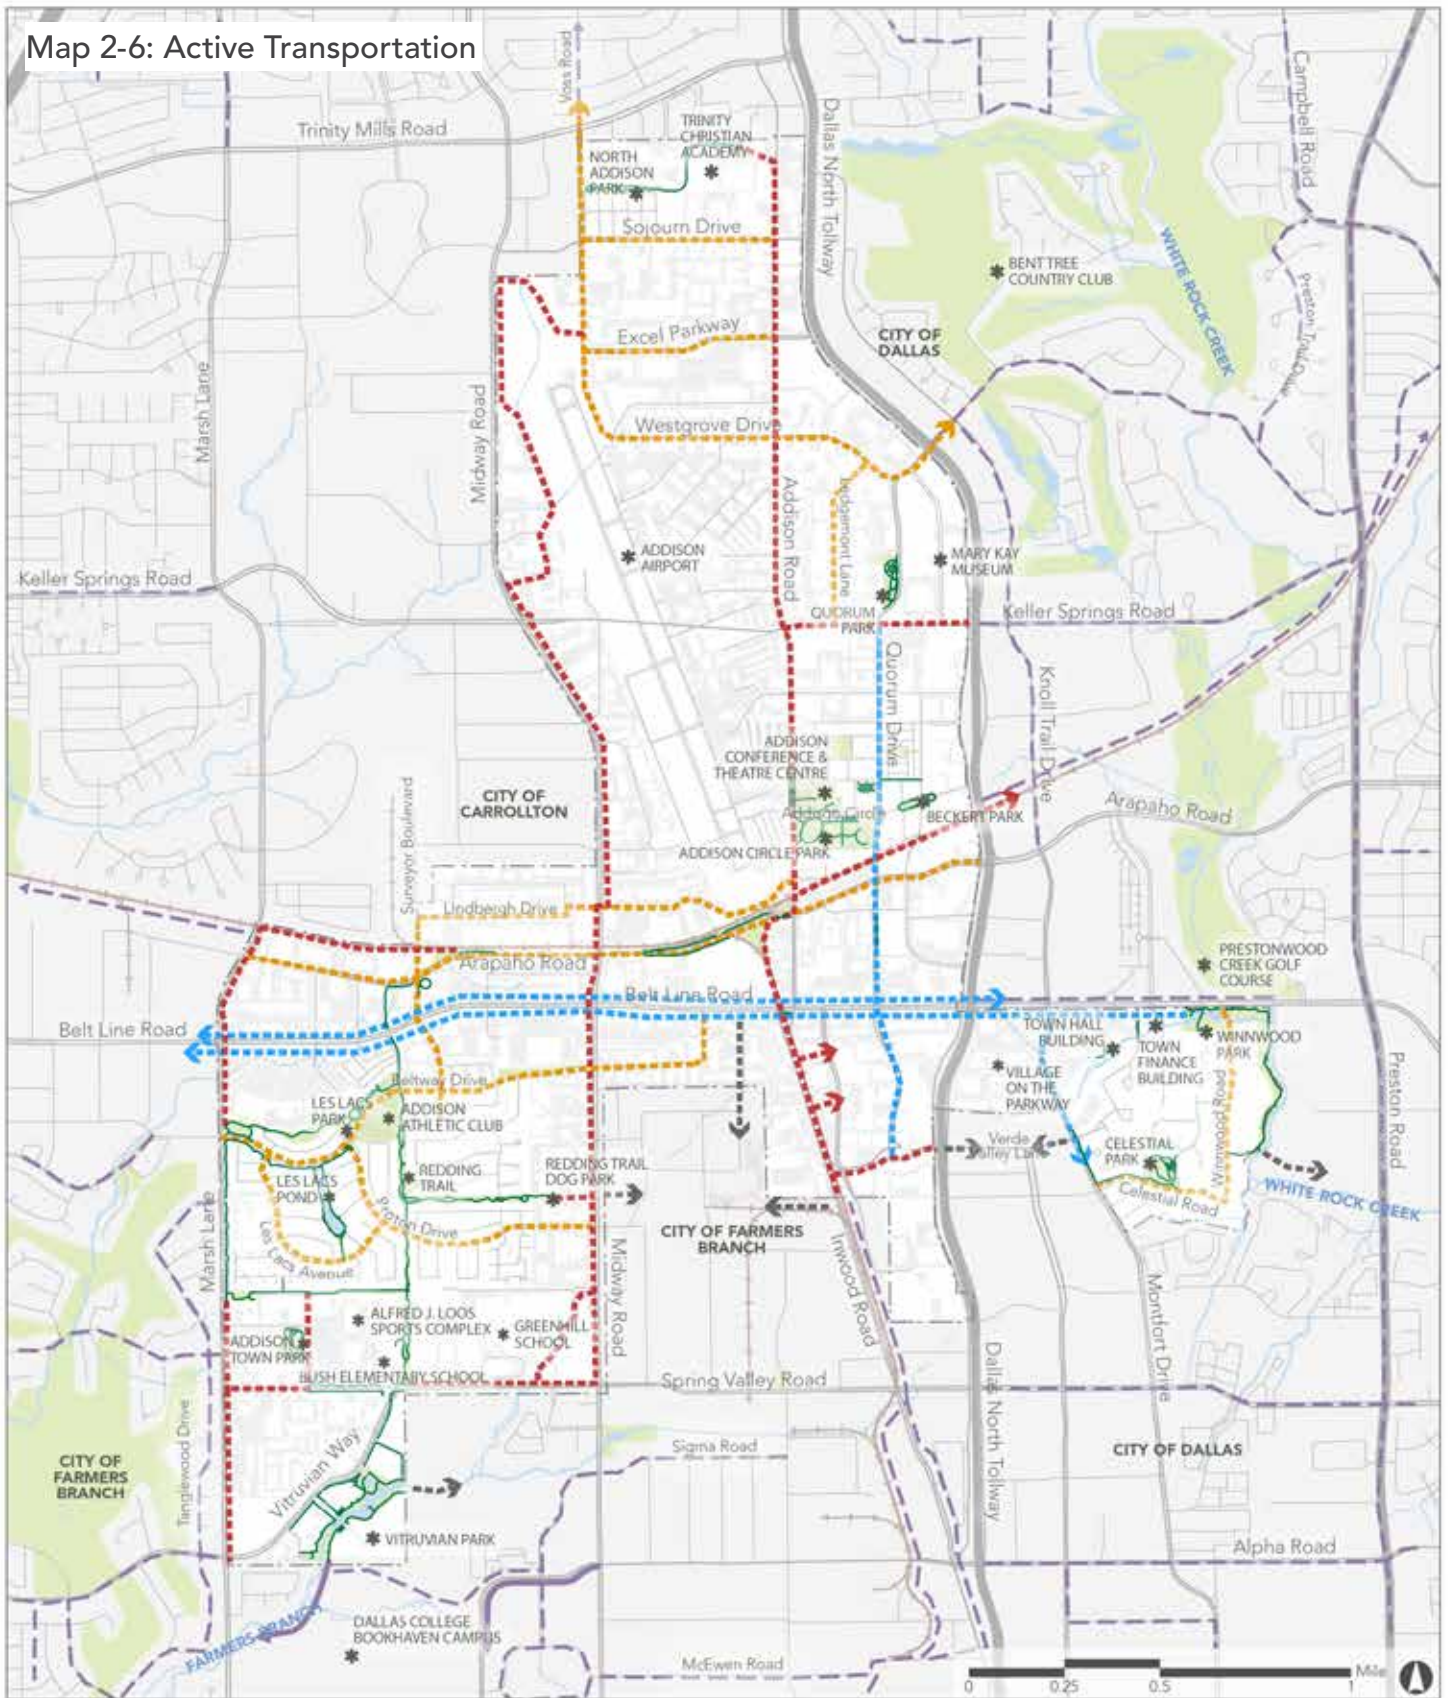 Map 2-6: Active Transportation
Voss Road
Trinity Mills Road
TRINITY
CHRISTIAN
ACADEMY
NORTH
ADDISON
PARK
Dallas North Tollway
Campbell Road
Sojourn Drive
BENT TREE
COUNTRY CLUB
WHITE ROCK CREEK
Preston Trail Drive
Excel Parkway
CITY OF
DALLAS
Marsh Lane
Midway Road
Westgrove Drive
Addison Road
Ledgemont Lane
ADDISON
AIRPORT
MARY KAY
MUSEUM
Keller Springs Road
QUORUM
PARK
Keller Springs Road
Quorum Drive
Knoll Trail Drive
ADDISON
CONFERENCE &
THEATRE CENTRE
CITY OF
CARROLLTON
Surveyor Boulevard
Addison Circle
BECKERT PARK
Arapaho Road
ADDISON CIRCLE PARK
Lindbergh Drive
Arapaho Road
PRESTONWOOD
CREEK GOLF
COURSE
Belt Line Road
Belt Line Road
TOWN HALL
BUILDING
TOWN
FINANCE
BUILDING
WINNWOOD
PARK
Beltway Drive
VILLAGE
ON THE
PARKWAY
Winnwood Road
Preston Road
LES LACS
PARK
ADDISON
ATHLETIC CLUB
Verde
Valley Lane
CELESTIAL
PARK
REDDING
TRAIL
REDDING TRAIL
DOG PARK
LES LACS
POND
Celestial Road
WHITE ROCK CREEK
Proton Drive
Les Lacs Avenue
Marsh Lane
CITY OF FARMERS
BRANCH
Midway Road
Inwood Road
Montfort Drive
ALFRED J. LOOS
SPORTS COMPLEX
GREENHILL
SCHOOL
ADDISON
TOWN PARK
BUSH ELEMENTARY SCHOOL
Spring Valley Road
Dallas North Tollway
Tanglewood Drive
Vitruvian Way
Sigma Road
CITY OF DALLAS
CITY OF
FARMERS
BRANCH
VITRUVIAN PARK
Alpha Road
FARMERS BRANCH
DALLAS COLLEGE
BOOKHAVEN CAMPUS
McEwen Road
Mile
0 0.25 0.5 1